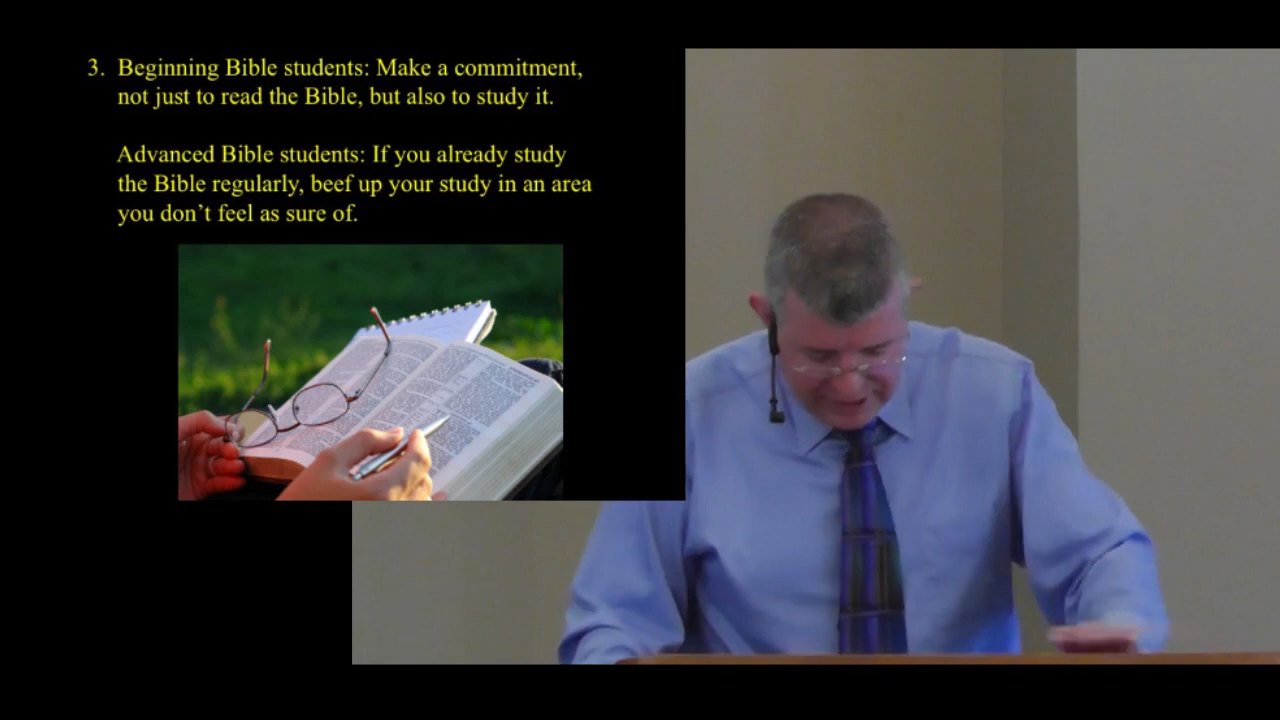 3. Beginning Bible students: Make a commitment,
not just to read the Bible, but also to study it.
Advanced Bible students: If you already study
the Bible regularly, beef up your study in an area
you don’t feel as sure of.